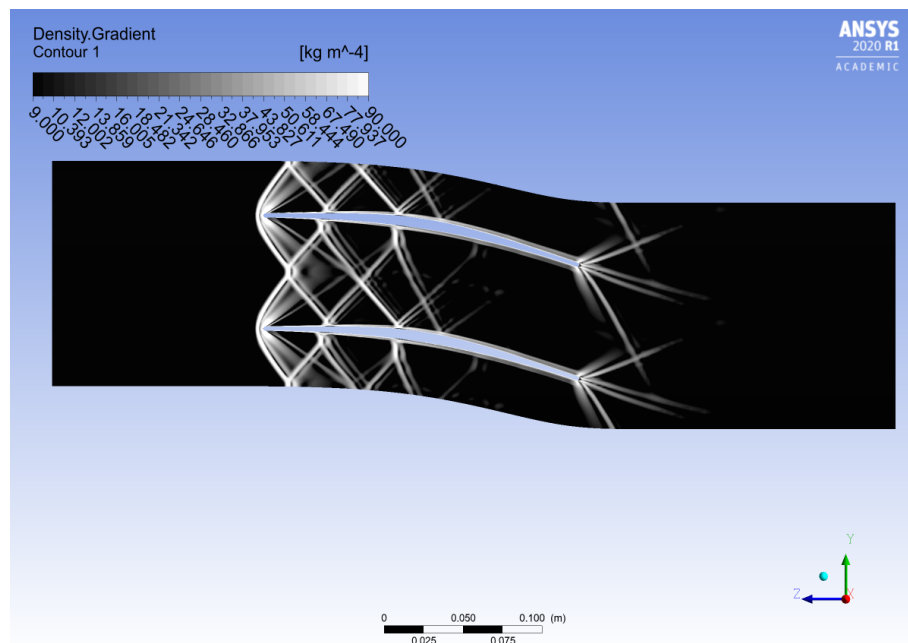 Density.Gradient
Contour 1 [kg m^-4]
ANSYS
2020 R1
ACADEMIC
9.000
10.393
12.002
13.859
16.005
18.482
21.342
24.646
28.460
32.866
37.953
43.827
50.611
58.444
67.490
77.937
90.000
Y
Z
X
0 0.050 0.100 (m)
0.025 0.075